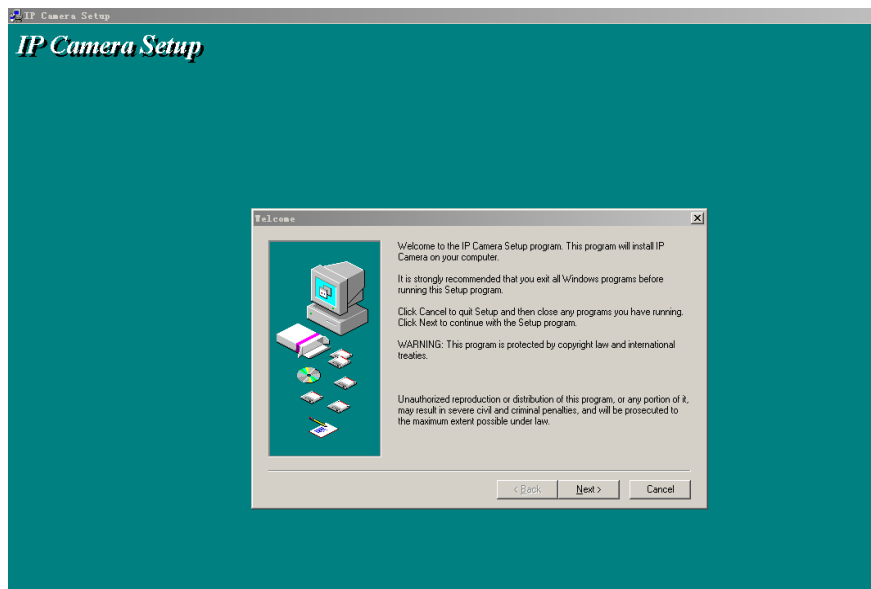 IP Camera Setup
IP Camera Setup
Welcome
Welcome to the IP Camera Setup program. This program will install IP
Camera on your computer.
It is strongly recommended that you exit all Windows programs before
running this Setup program.
Click Cancel to quit Setup and then close any programs you have running.
Click Next to continue with the Setup program.
WARNING: This program is protected by copyright law and international
treaties.
Unauthorized reproduction or distribution of this program, or any portion of it,
may result in severe civil and criminal penalties, and will be prosecuted to
the maximum extent possible under law.
< Back
Next >
Cancel